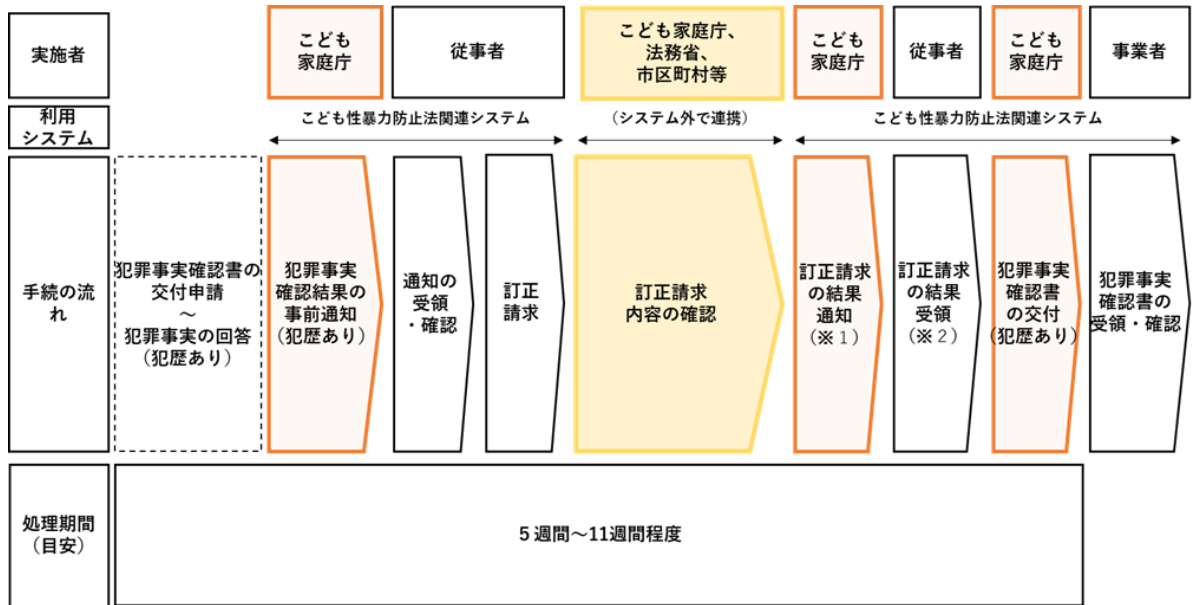 実施者
こども
家庭庁
従事者
こども家庭庁、
法務省、
市区町村等
こども
家庭庁
従事者
こども
家庭庁
事業者
利用
システム
こども性暴力防止法関連システム
(システム外で連携)
こども性暴力防止法関連システム
手続の流
れ
犯罪事実確認書の
交付申請
～
犯罪事実の回答
(犯歴あり)
犯罪事実
確認結果の
事前通知
(犯歴あり)
通知の
受領
・確認
訂正
請求
訂正請求
内容の確認
訂正請求
の結果
通知
(※1)
訂正請求
の結果
受領
(※2)
犯罪事実
確認書
の交付
(犯歴あり)
犯罪事実
確認書の
受領・確認
処理期間
(目安)
5週間～11週間程度